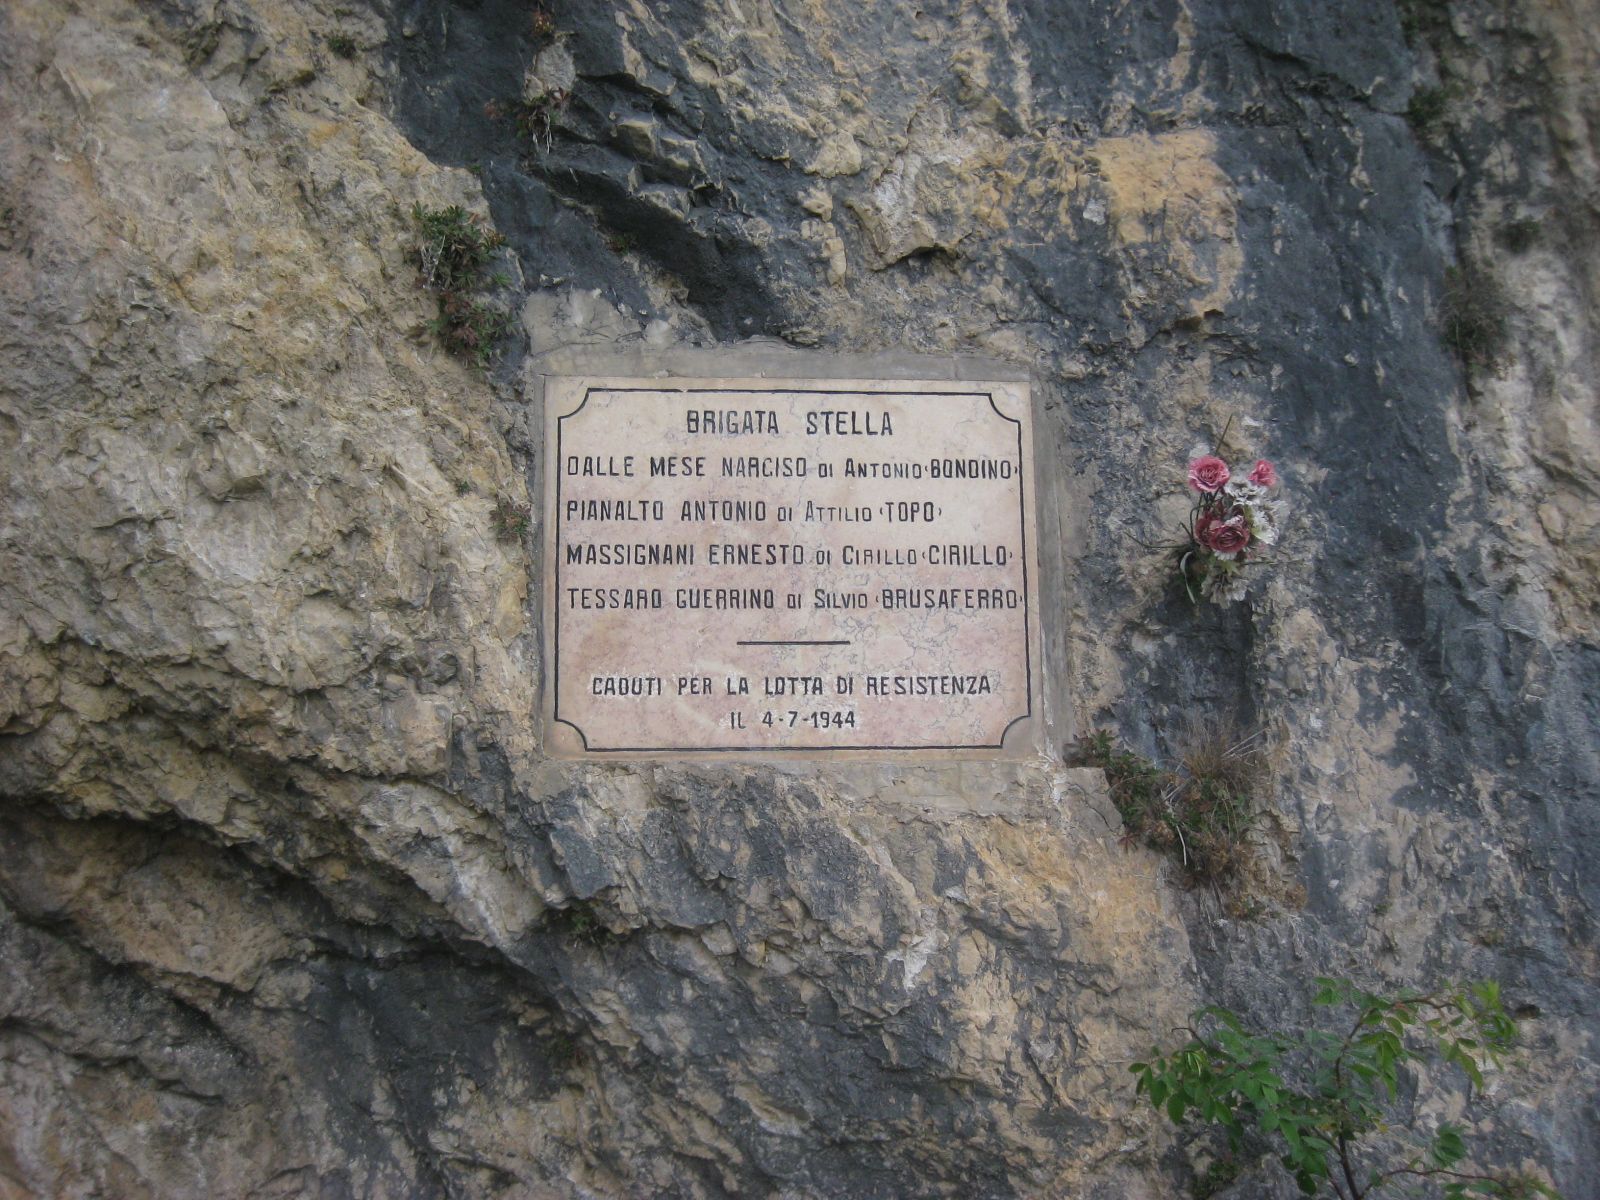 BRIGATA STELLA
DALLE MESE NARCISO DI ANTONIO ‹BONDINO›
PIANALTO ANTONIO DI ATTILIO ‹TOPO›
MASSIGNANI ERNESTO DI CIRILLO ‹CIRILLO›
TESSARO GUERRINO DI SILVIO ‹BRUSAFERRO›
CADUTI PER LA LOTTA DI RESISTENZA
IL 4-7-1944